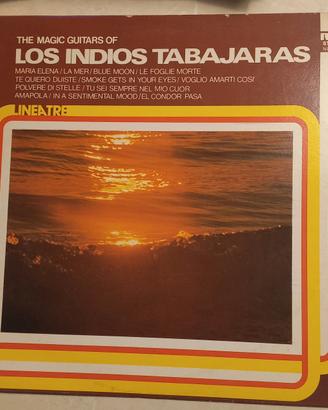 THE MAGIC GUITARS OF
LOS INDIOS TABAJARAS
MARIA ELENA / LA MER / BLUE MOON / LE FOGLIE MORTE
TE QUIERO DIJISTE / SMOKE GETS IN YOUR EYES / VOGLIO AMARTI COSI'
POLVERE DI STELLE / TU SEI SEMPRE NEL MIO CUOR
AMAPOLA / IN A SENTIMENTAL MOOD / EL CONDOR PASA
LINEATRE